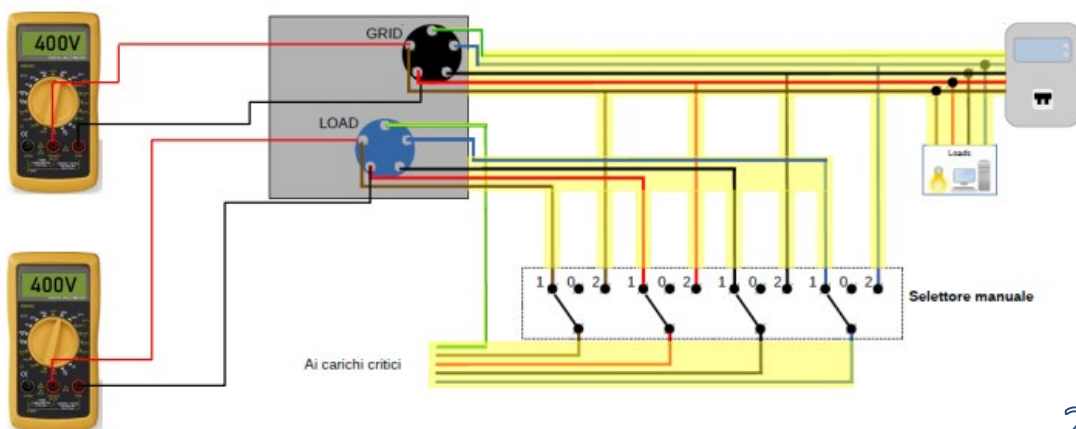 400V
GRID
LOAD
Loads
400V
1 0 2 1 0 2 1 0 2 1 0 2
Selettore manuale
Ai carichi critici